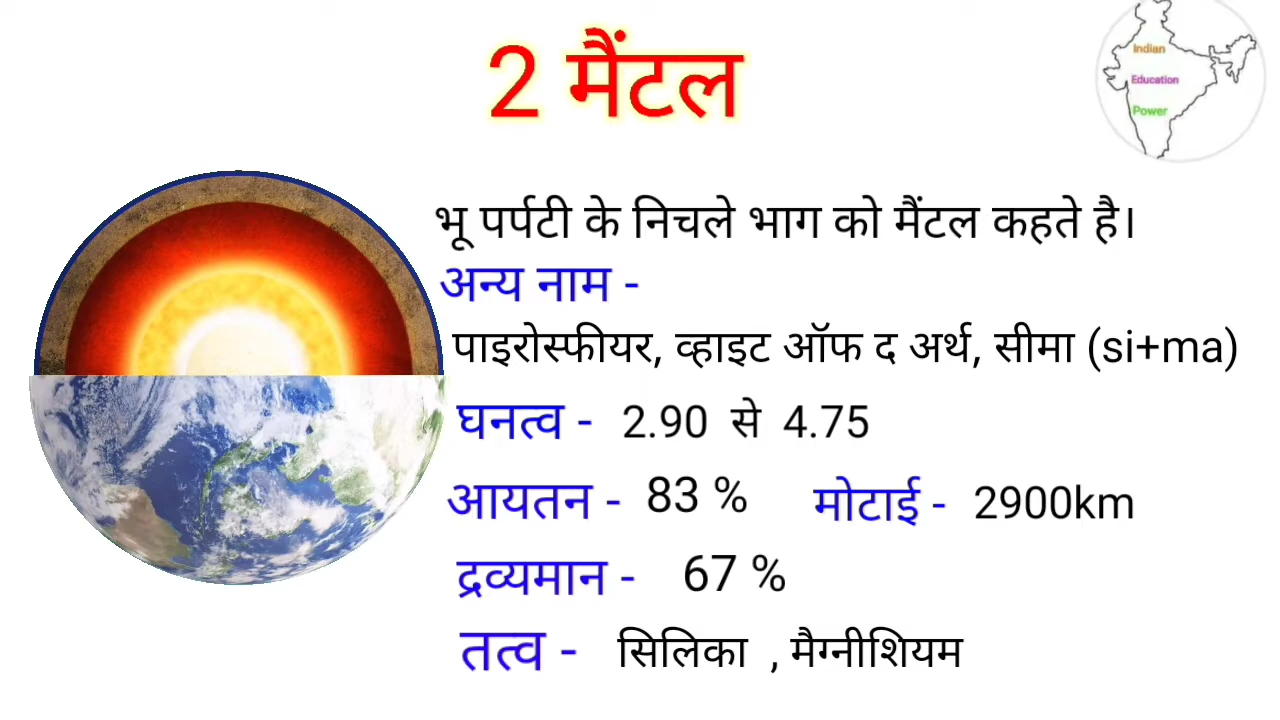 2 मैंटल
Indian
Education
Power
भू पर्पटी के निचले भाग को मैंटल कहते है।
अन्य नाम -
पाइरोस्फीयर, व्हाइट ऑफ द अर्थ, सीमा (si+ma)
घनत्व - 2.90 से 4.75
आयतन - 83 % मोटाई - 2900km
द्रव्यमान - 67 %
तत्व - सिलिका , मैग्नीशियम